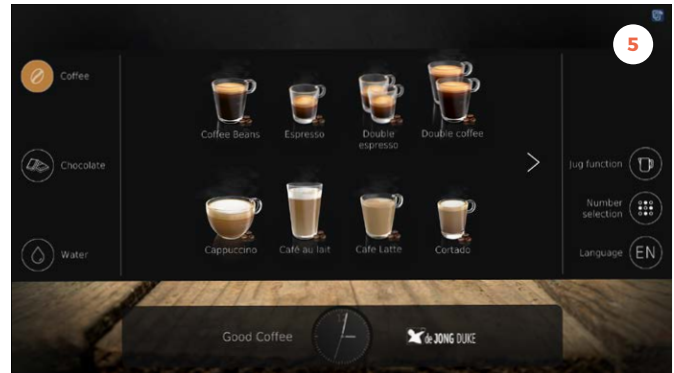 5
Coffee
Coffee Beans
Espresso
Double
espresso
Double coffee
Chocolate
Jug function
Number
selection
Water
Cappuccino
Café au lait
Cafe Latte
Cortado
Language
EN
Good Coffee
12
de JONG DUKE